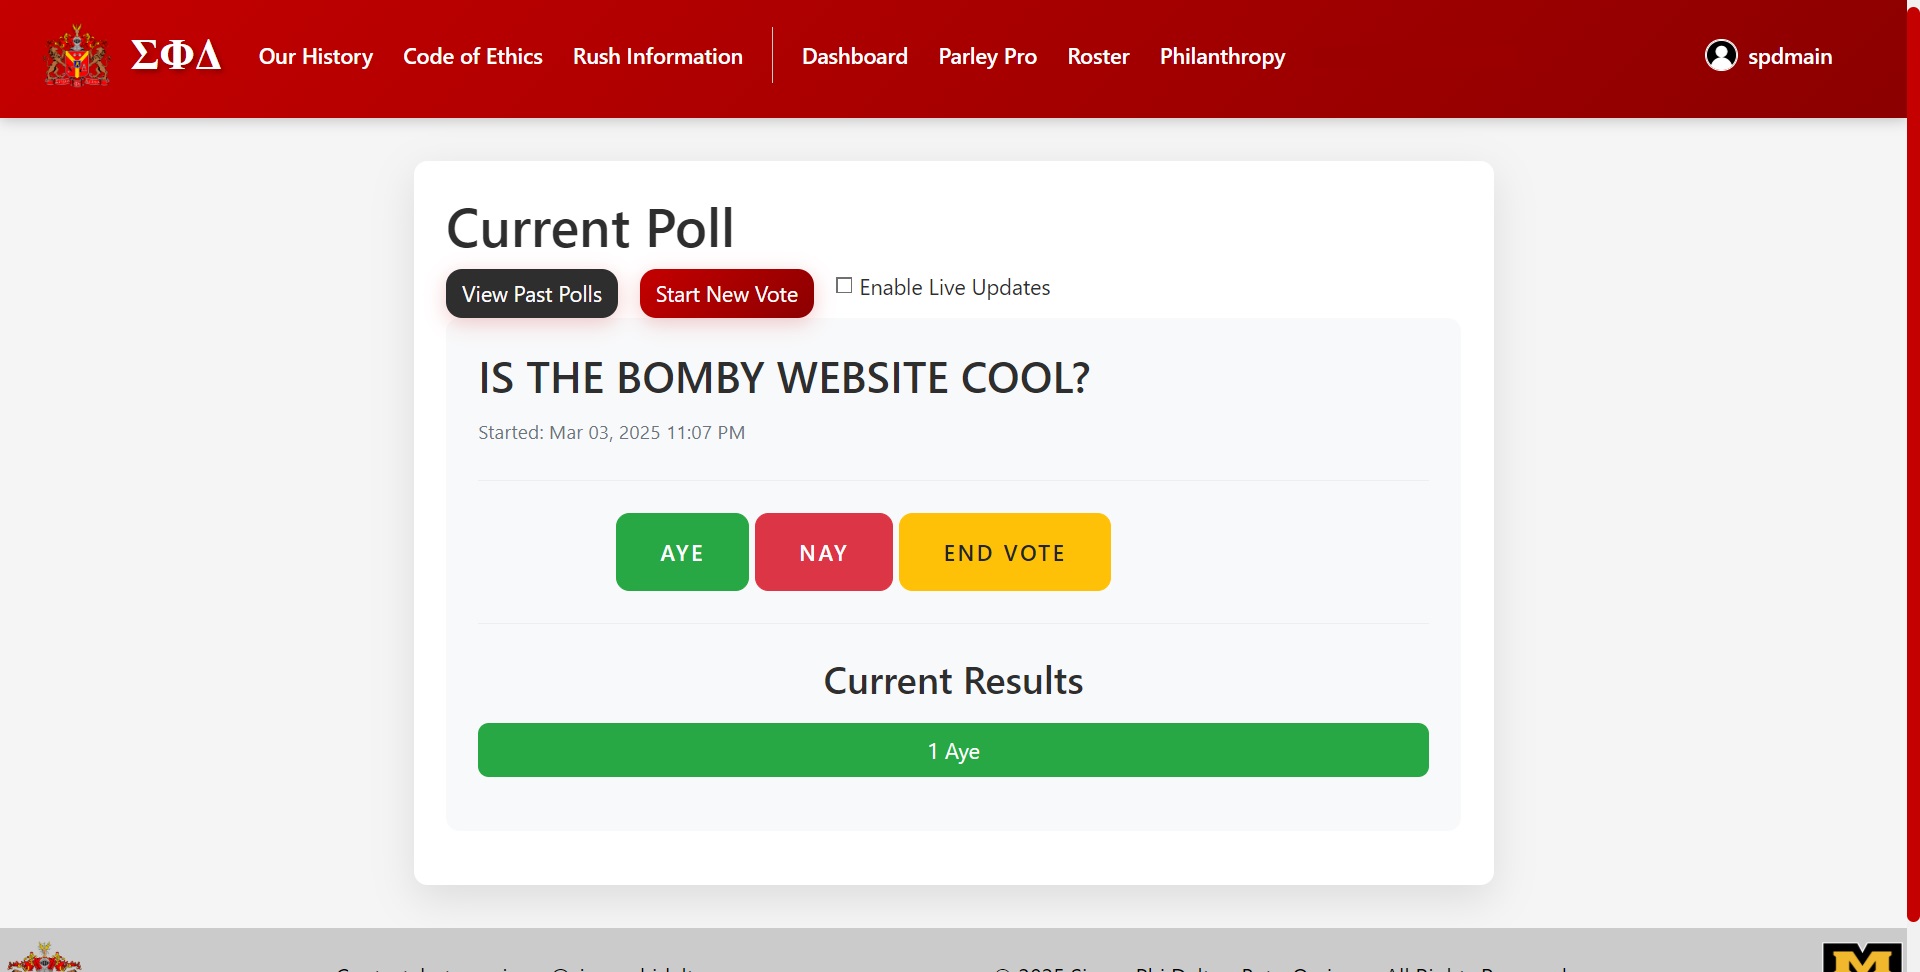 ΣΦΔ Our History Code of Ethics Rush Information Dashboard Parley Pro Roster Philanthropy spdmain
Current Poll
View Past Polls Start New Vote Enable Live Updates
IS THE BOMBY WEBSITE COOL?
Started: Mar 03, 2025 11:07 PM
AYE NAY END VOTE
Current Results
1 Aye